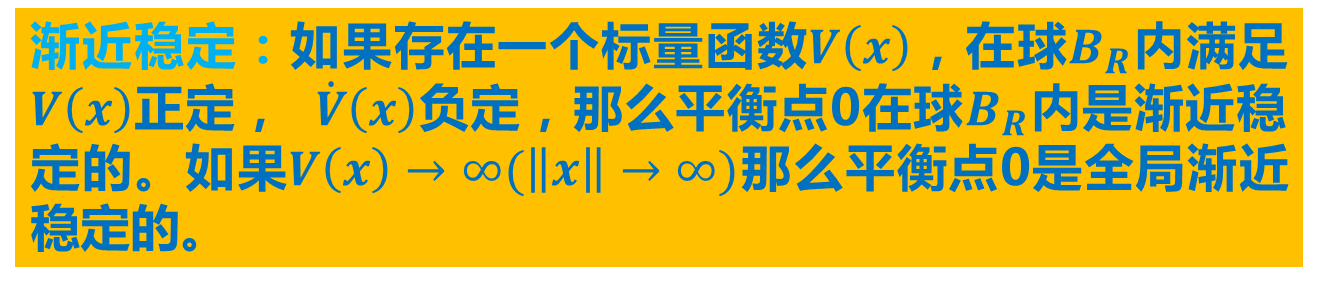 渐近稳定：如果存在一个标量函数V(x)，在球B_R内满足
V(x)正定， V̇(x)负定，那么平衡点0在球B_R内是渐近稳
定的。如果V(x) → ∞(‖x‖ → ∞)那么平衡点0是全局渐近
稳定的。